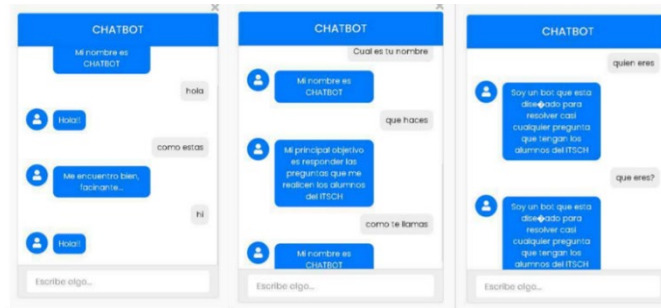 CHATBOT
Mi nombre es
CHATBOT
hola
Hola!!
como estas
Me encuentro bien,
facinante...
hi
Hola!!
Escribe algo...
CHATBOT
Cual es tu nombre
Mi nombre es
CHATBOT
que haces
Mi principal objetivo
es responder las
preguntas que me
realicen los alumnos
del ITSCH
como te llamas
Mi nombre es
CHATBOT
Escribe algo...
CHATBOT
quien eres
Soy un bot que esta
dise�ado para
resolver casi
cualquier pregunta
que tengan los
alumnos del ITSCH
que eres?
Soy un bot que esta
dise�ado para
resolver casi
cualquier pregunta
que tengan los
alumnos del ITSCH
Escribe algo...